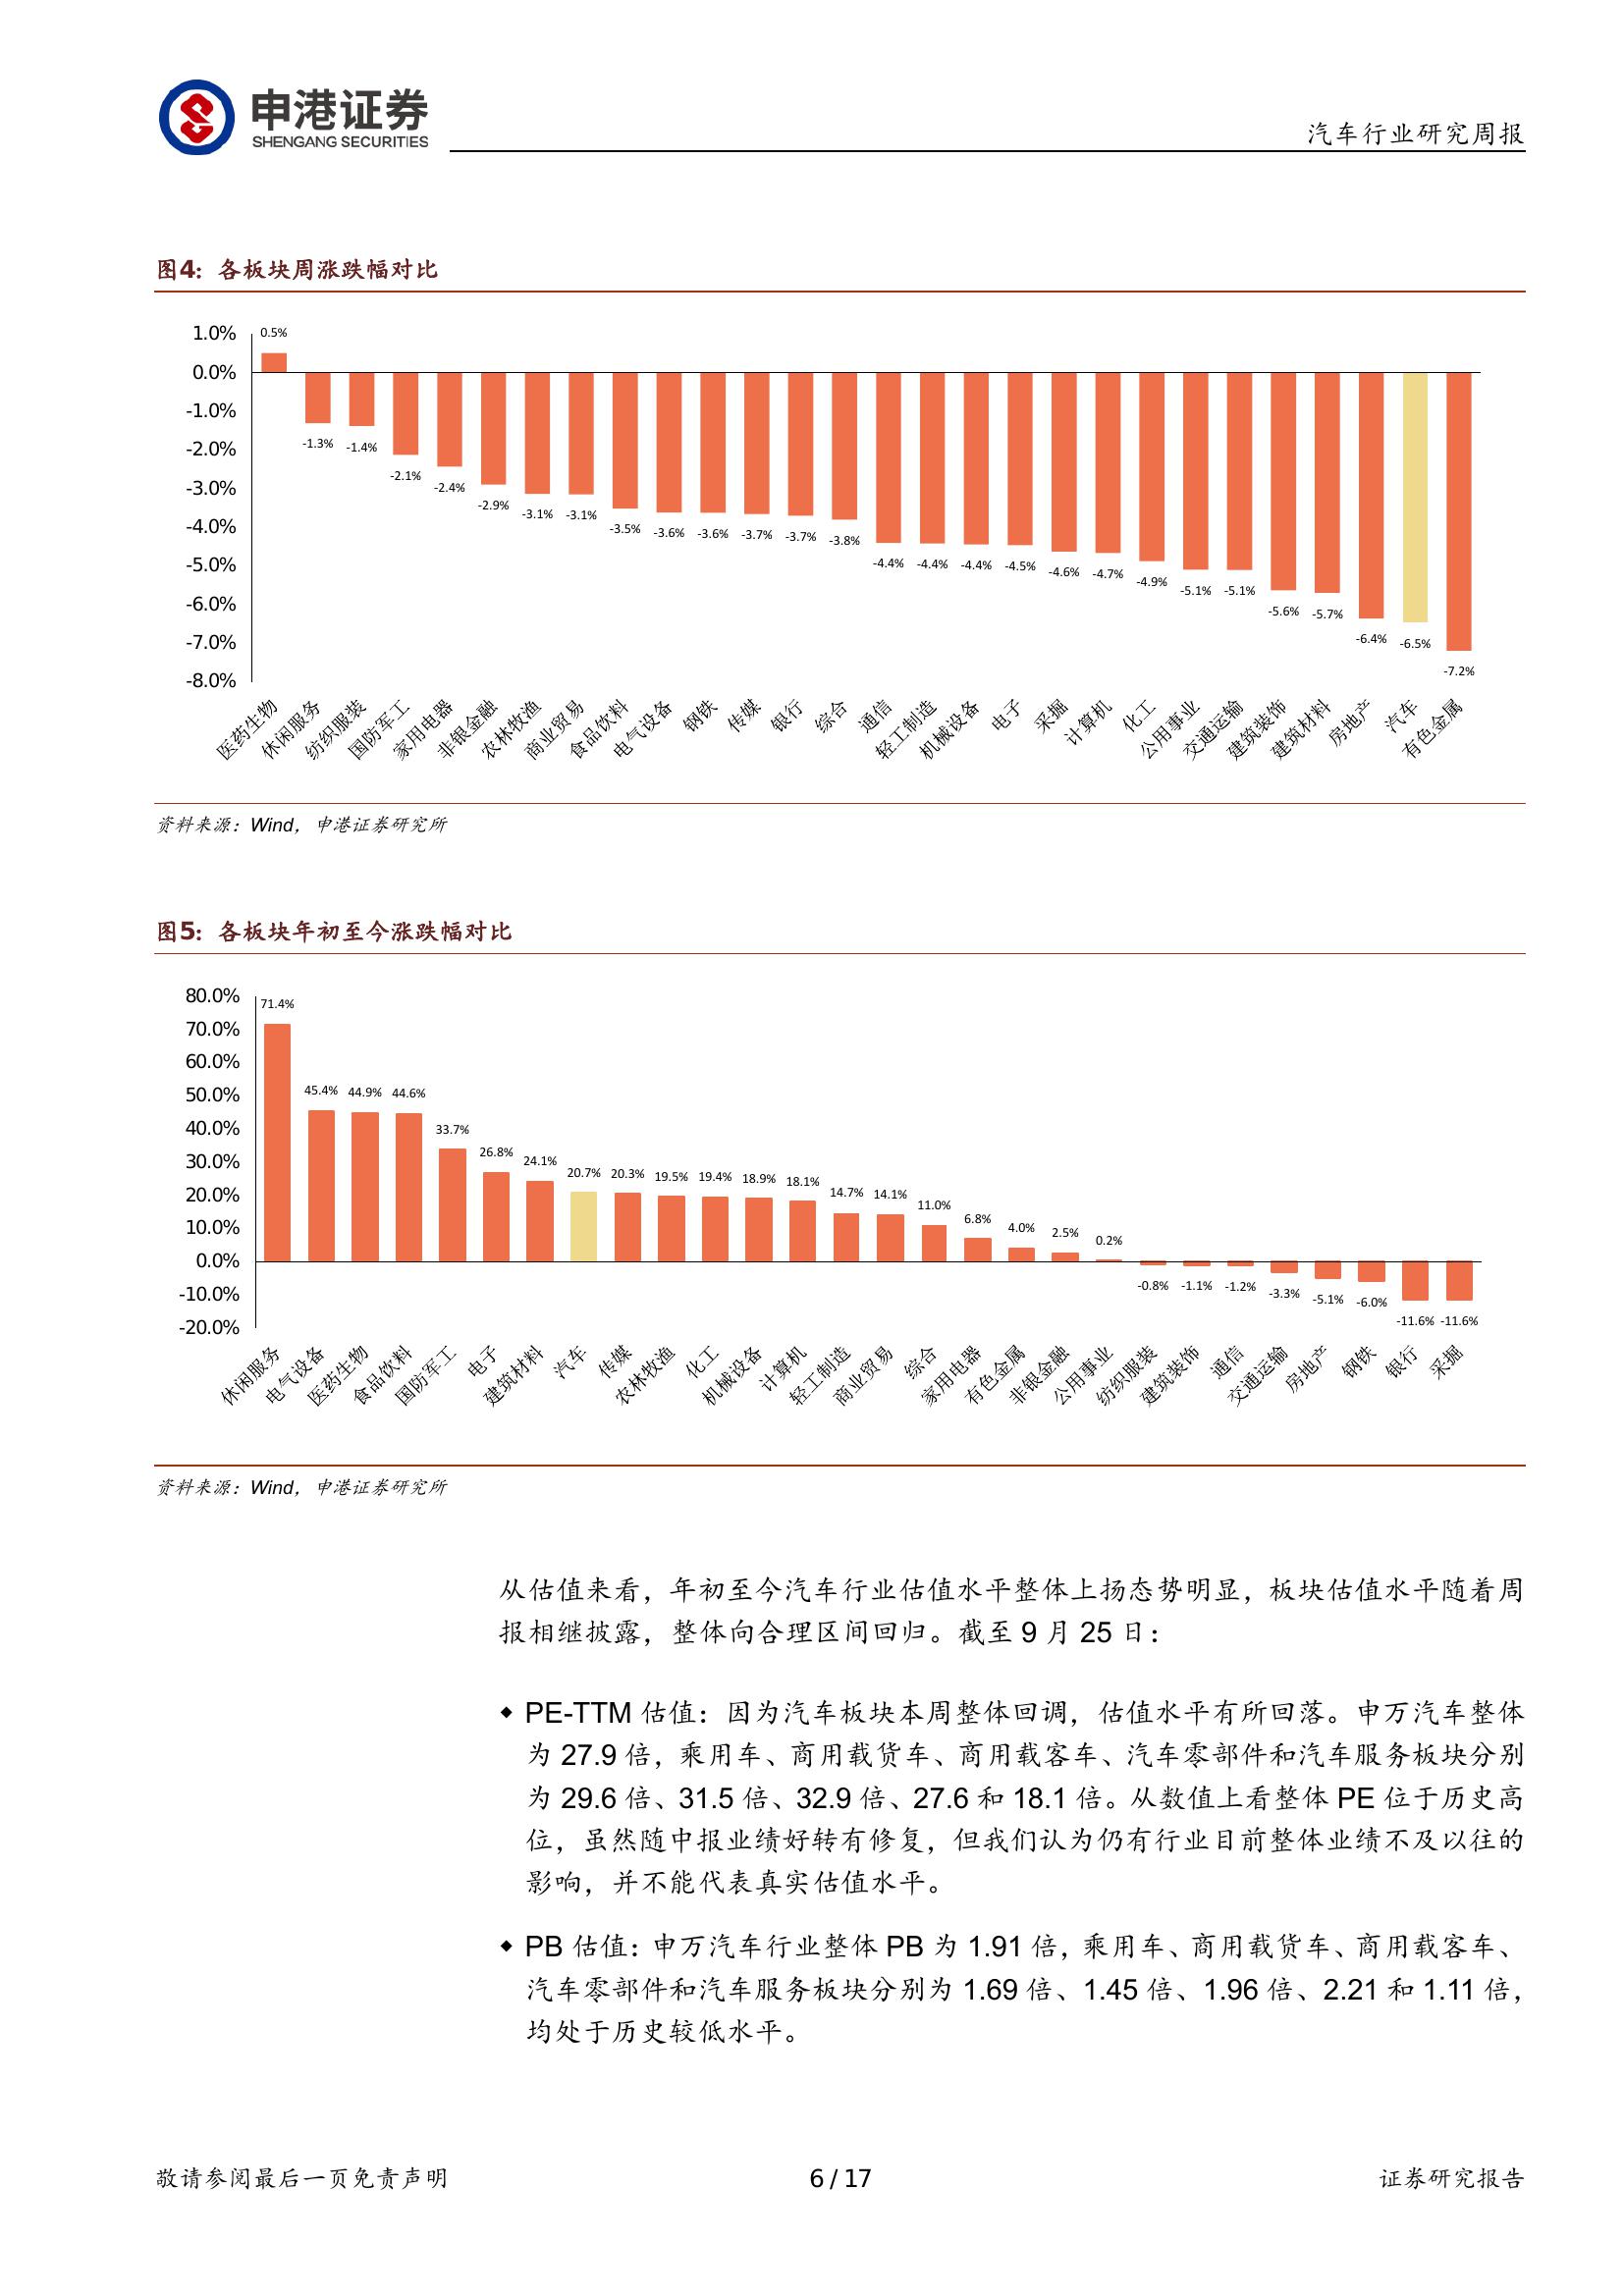 申港证券
SHENGANG SECURITIES
汽车行业研究周报
图4：各板块周涨跌幅对比
1.0%
0.0%
-1.0%
-2.0%
-3.0%
-4.0%
-5.0%
-6.0%
-7.0%
-8.0%
0.5%
-1.3%
-1.4%
-2.1%
-2.4%
-2.9%
-3.1%
-3.1%
-3.5%
-3.6%
-3.6%
-3.7%
-3.7%
-3.8%
-4.4%
-4.4%
-4.4%
-4.5%
-4.6%
-4.7%
-4.9%
-5.1%
-5.1%
-5.6%
-5.7%
-6.4%
-6.5%
-7.2%
医药生物
休闲服务
纺织服装
国防军工
家用电器
非银金融
农林牧渔
商业贸易
食品饮料
电气设备
钢铁
传媒
银行
综合
通信
轻工制造
机械设备
电子
采掘
计算机
化工
公用事业
交通运输
建筑装饰
建筑材料
房地产
汽车
有色金属
资料来源：Wind，申港证券研究所
图5：各板块年初至今涨跌幅对比
80.0%
70.0%
60.0%
50.0%
40.0%
30.0%
20.0%
10.0%
0.0%
-10.0%
-20.0%
71.4%
45.4%
44.9%
44.6%
33.7%
26.8%
24.1%
20.7%
20.3%
19.5%
19.4%
18.9%
18.1%
14.7%
14.1%
11.0%
6.8%
4.0%
2.5%
0.2%
-0.8%
-1.1%
-1.2%
-3.3%
-5.1%
-6.0%
-11.6%
-11.6%
休闲服务
电气设备
医药生物
食品饮料
国防军工
电子
建筑材料
汽车
传媒
农林牧渔
化工
机械设备
计算机
轻工制造
商业贸易
综合
家用电器
有色金属
非银金融
公用事业
纺织服装
建筑装饰
通信
交通运输
房地产
钢铁
银行
采掘
资料来源：Wind，申港证券研究所
从估值来看，年初至今汽车行业估值水平整体上扬态势明显，板块估值水平随着周
报相继披露，整体向合理区间回归。截至 9 月 25 日：
◆ PE-TTM 估值：因为汽车板块本周整体回调，估值水平有所回落。申万汽车整体
为 27.9 倍，乘用车、商用载货车、商用载客车、汽车零部件和汽车服务板块分别
为 29.6 倍、31.5 倍、32.9 倍、27.6 和 18.1 倍。从数值上看整体 PE 位于历史高
位，虽然随中报业绩好转有修复，但我们认为仍有行业目前整体业绩不及以往的
影响，并不能代表真实估值水平。
◆ PB 估值：申万汽车行业整体 PB 为 1.91 倍，乘用车、商用载货车、商用载客车、
汽车零部件和汽车服务板块分别为 1.69 倍、1.45 倍、1.96 倍、2.21 和 1.11 倍，
均处于历史较低水平。
敬请参阅最后一页免责声明
6 / 17
证券研究报告